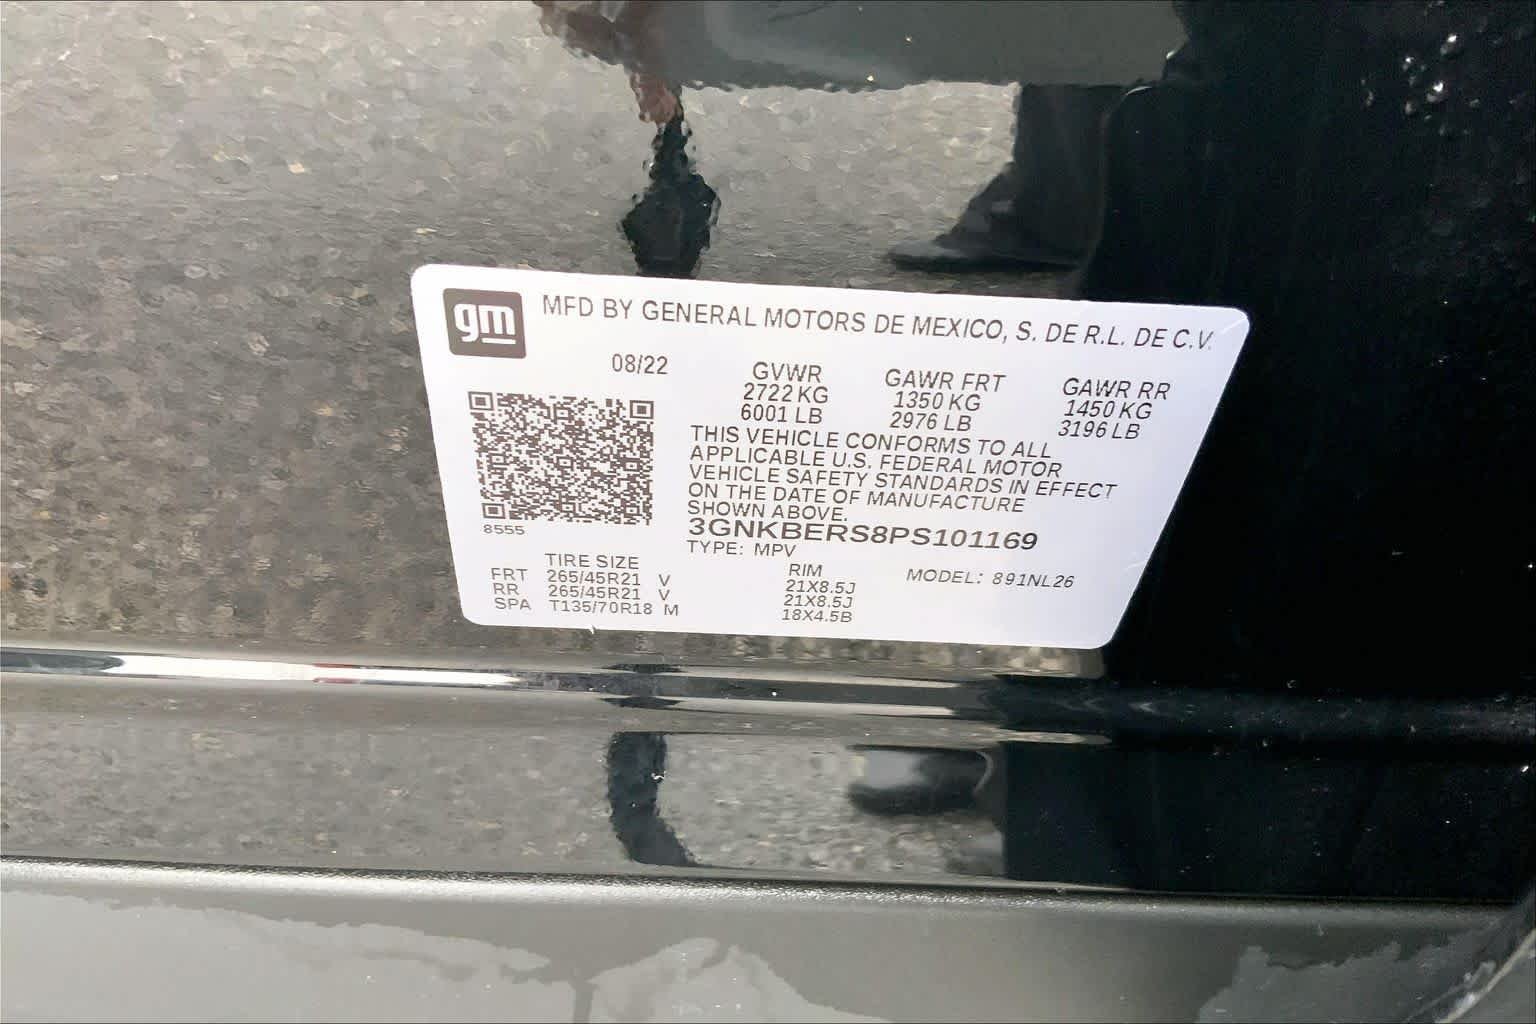 gm
MFD BY GENERAL MOTORS DE MEXICO, S. DE R.L. DE C.V.
08/22
GVWR GAWR FRT GAWR RR
2722 KG 1350 KG 1450 KG
6001 LB 2976 LB 3196 LB
THIS VEHICLE CONFORMS TO ALL
APPLICABLE U.S. FEDERAL MOTOR
VEHICLE SAFETY STANDARDS IN EFFECT
ON THE DATE OF MANUFACTURE
SHOWN ABOVE.
8555
3GNKBERS8PS101169
TYPE: MPV
TIRE SIZE RIM MODEL: 891NL26
FRT 265/45R21 V 21X8.5J
RR 265/45R21 V 21X8.5J
SPA T135/70R18 M 18X4.5B